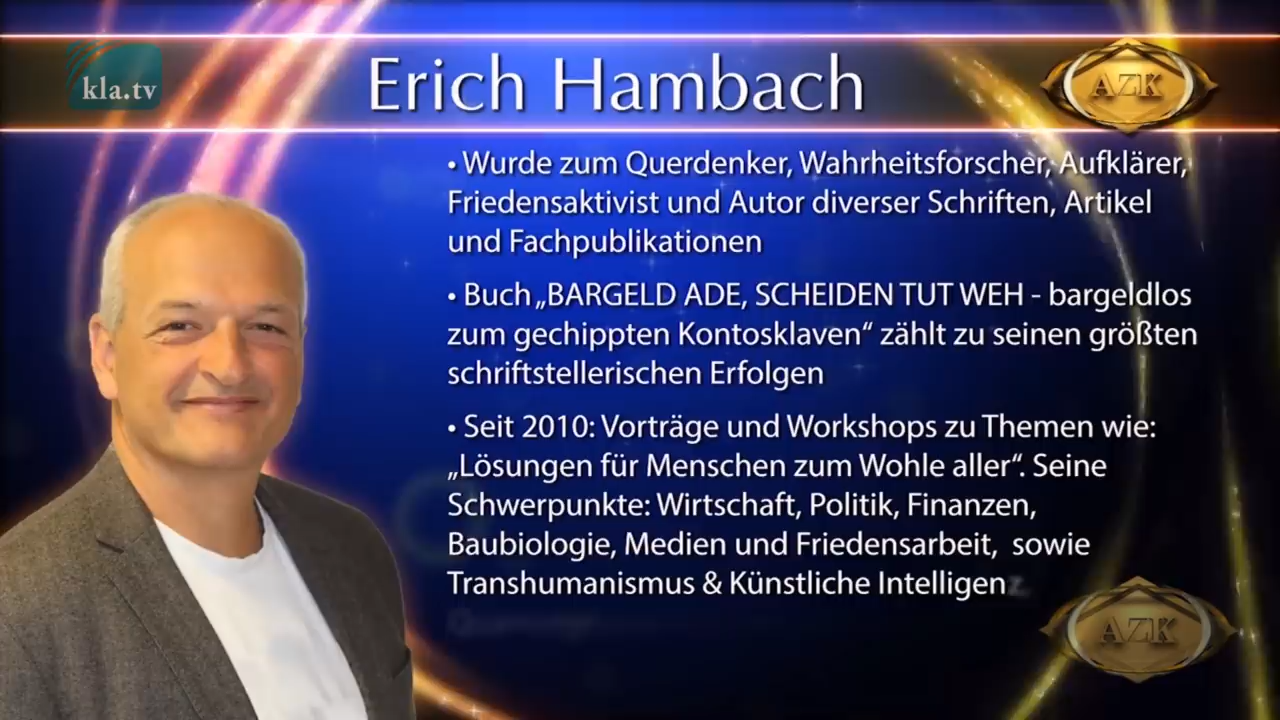 kla.tv
Erich Hambach
AZK
• Wurde zum Querdenker, Wahrheitsforscher, Aufklärer,
Friedensaktivist und Autor diverser Schriften, Artikel
und Fachpublikationen
• Buch „BARGELD ADE, SCHEIDEN TUT WEH - bargeldlos
zum gechippten Kontosklaven“ zählt zu seinen größten
schriftstellerischen Erfolgen
• Seit 2010: Vorträge und Workshops zu Themen wie:
„Lösungen für Menschen zum Wohle aller“. Seine
Schwerpunkte: Wirtschaft, Politik, Finanzen,
Baubiologie, Medien und Friedensarbeit, sowie
Transhumanismus & Künstliche Intelligenz,
AZK